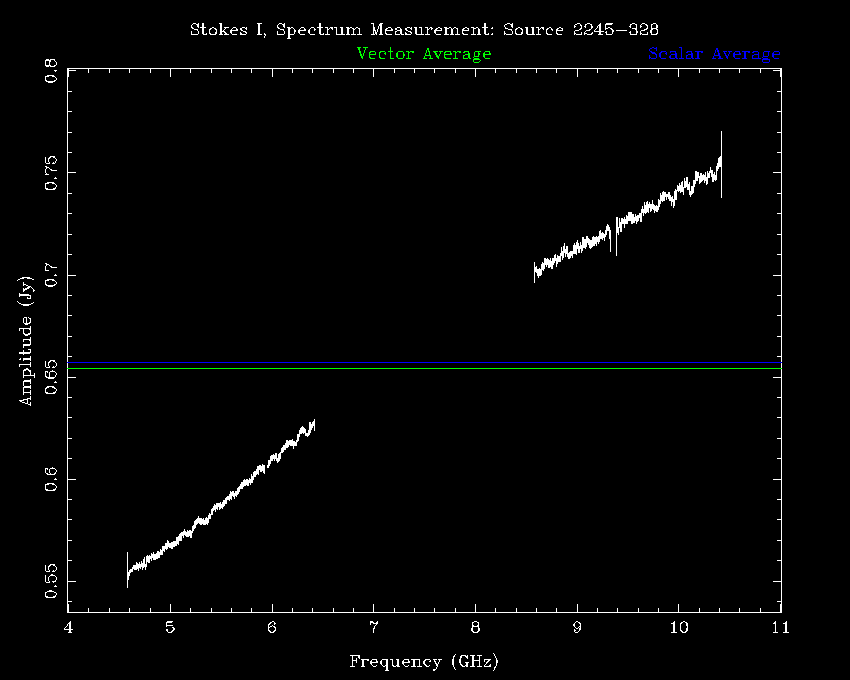 Stokes I, Spectrum Measurement: Source 2245−328
Vector Average Scalar Average
0.8
0.75
0.7
0.65
0.6
0.55
Amplitude (Jy)
4 5 6 7 8 9 10 11
Frequency (GHz)